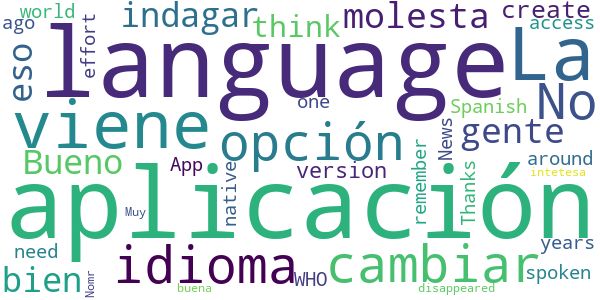 world
ago
indagar
molesta
create
effort
think
access
language
La
eso
one
No
viene
opción
Spanish
News
gente
Bueno
App
version
native
remember
Thanks
around
intetesa
aplicación
Muy
years
need
idioma
cambiar
spoken
bien
WHO
Nomr
buena
disappeared